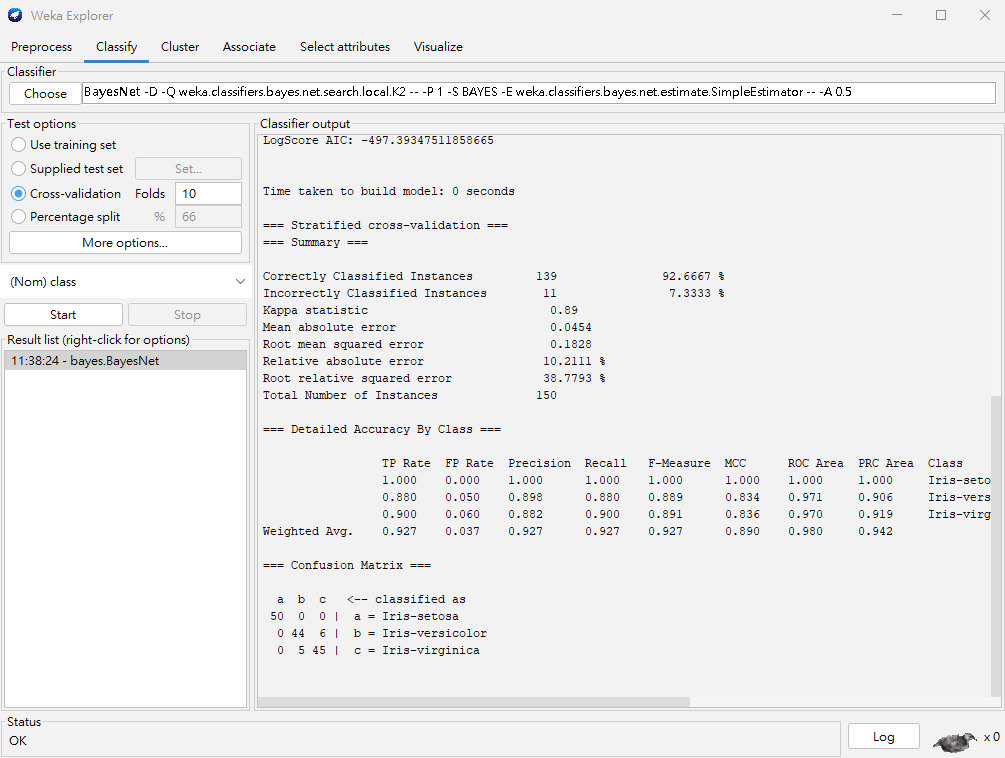 Weka Explorer
Preprocess Classify Cluster Associate Select attributes Visualize
Classifier
Choose BayesNet -D -Q weka.classifiers.bayes.net.search.local.K2 -- -P 1 -S BAYES -E weka.classifiers.bayes.net.estimate.SimpleEstimator -- -A 0.5
Test options
Use training set
Supplied test set Set...
Cross-validation Folds 10
Percentage split % 66
More options...
(Nom) class
Start Stop
Result list (right-click for options)
11:38:24 - bayes.BayesNet
Classifier output
LogScore AIC: -497.39347511858665
Time taken to build model: 0 seconds
=== Stratified cross-validation ===
=== Summary ===
Correctly Classified Instances 139 92.6667 %
Incorrectly Classified Instances 11 7.3333 %
Kappa statistic 0.89
Mean absolute error 0.0454
Root mean squared error 0.1828
Relative absolute error 10.2111 %
Root relative squared error 38.7793 %
Total Number of Instances 150
=== Detailed Accuracy By Class ===
TP Rate FP Rate Precision Recall F-Measure MCC ROC Area PRC Area Class
1.000 0.000 1.000 1.000 1.000 1.000 1.000 1.000 Iris-seto
0.880 0.050 0.898 0.880 0.889 0.834 0.971 0.906 Iris-vers
0.900 0.060 0.882 0.900 0.891 0.836 0.970 0.919 Iris-virg
Weighted Avg. 0.927 0.037 0.927 0.927 0.927 0.890 0.980 0.942
=== Confusion Matrix ===
a b c <-- classified as
50 0 0 | a = Iris-setosa
0 44 6 | b = Iris-versicolor
0 5 45 | c = Iris-virginica
Status
OK
Log x 0